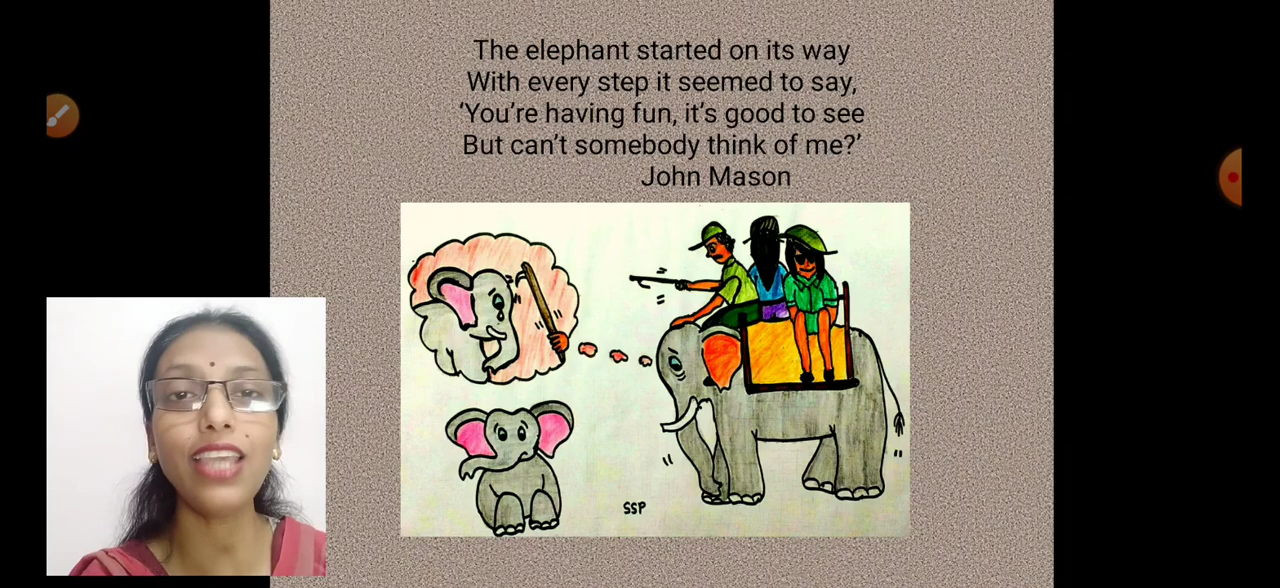 The elephant started on its way
With every step it seemed to say,
‘You’re having fun, it’s good to see
But can’t somebody think of me?’
John Mason
SSP